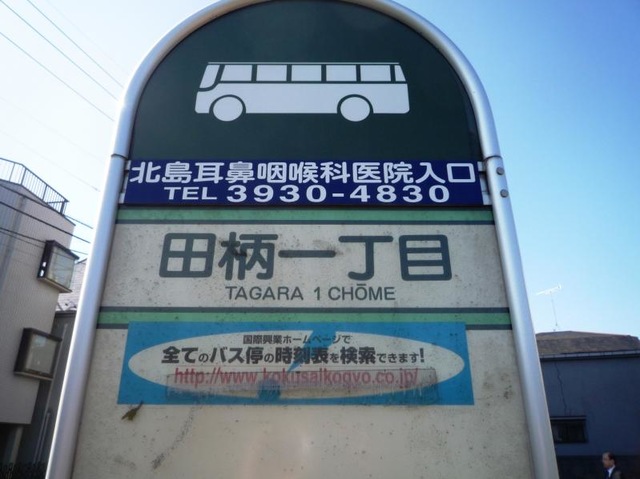 北島耳鼻咽喉科医院入口
TEL 3930-4830
田柄一丁目
TAGARA 1 CHŌME
国際興業ホームページで
全てのバス停の時刻表を検索できます!
http://www.kokusaikogyo.co.jp/